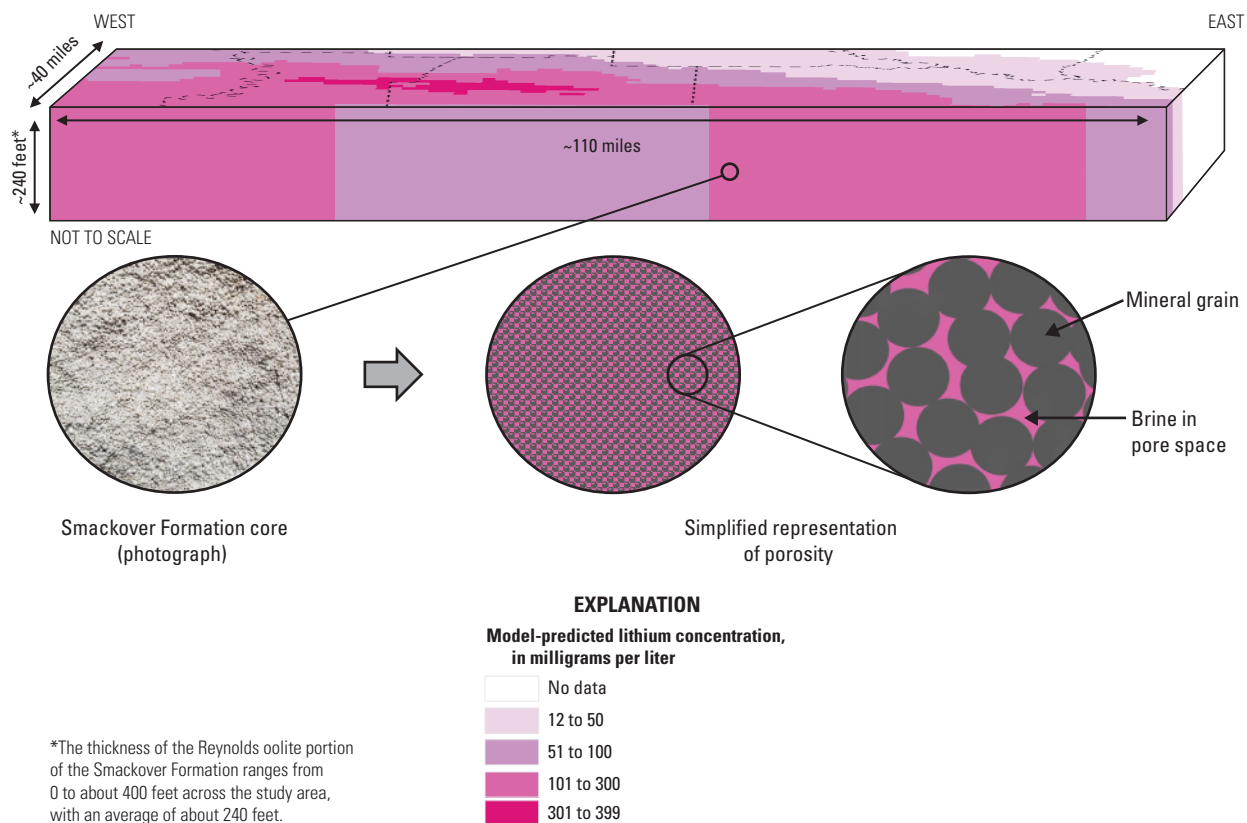 WEST
EAST
~40 miles
~240 feet*
~110 miles
NOT TO SCALE
Mineral grain
Brine in
pore space
Smackover Formation core
(photograph)
Simplified representation
of porosity
EXPLANATION
Model-predicted lithium concentration,
in milligrams per liter
No data
12 to 50
51 to 100
101 to 300
301 to 399
*The thickness of the Reynolds oolite portion
of the Smackover Formation ranges from
0 to about 400 feet across the study area,
with an average of about 240 feet.